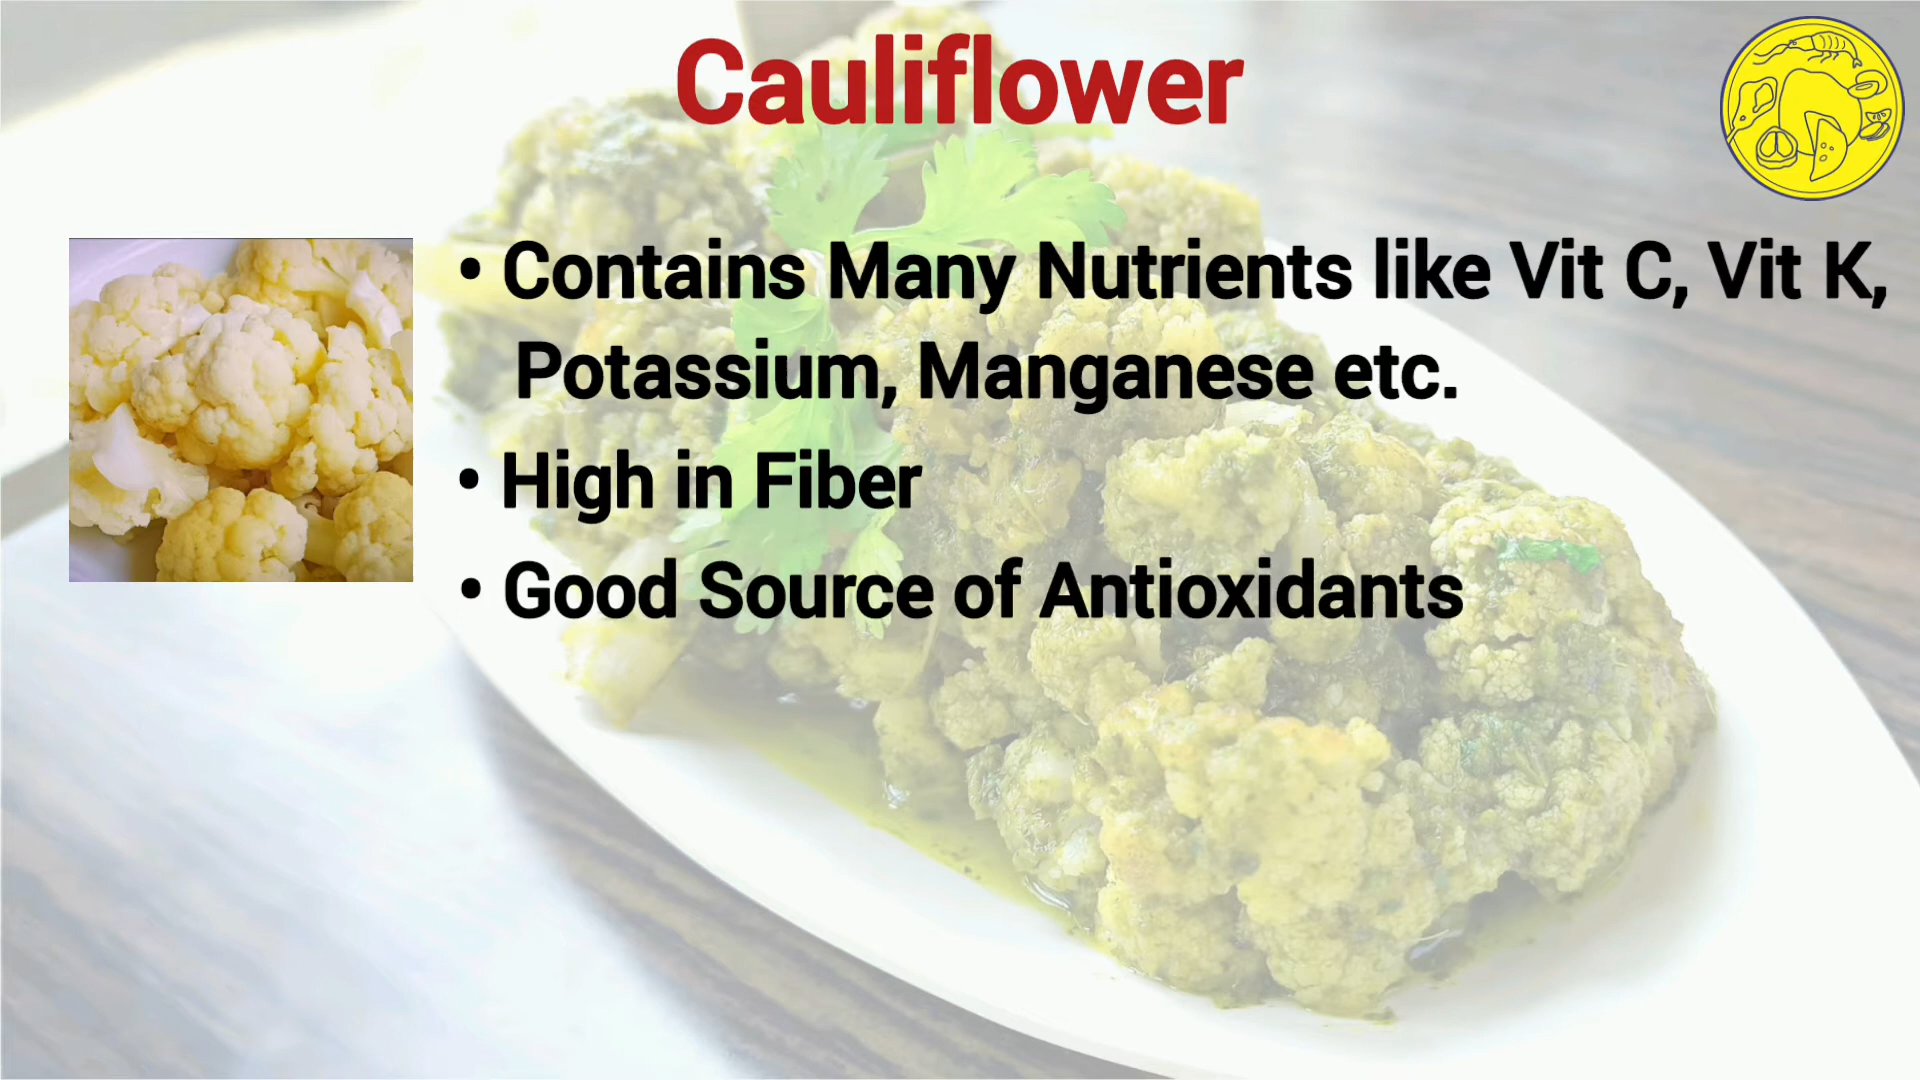 Cauliflower
• Contains Many Nutrients like Vit C, Vit K,
Potassium, Manganese etc.
• High in Fiber
• Good Source of Antioxidants